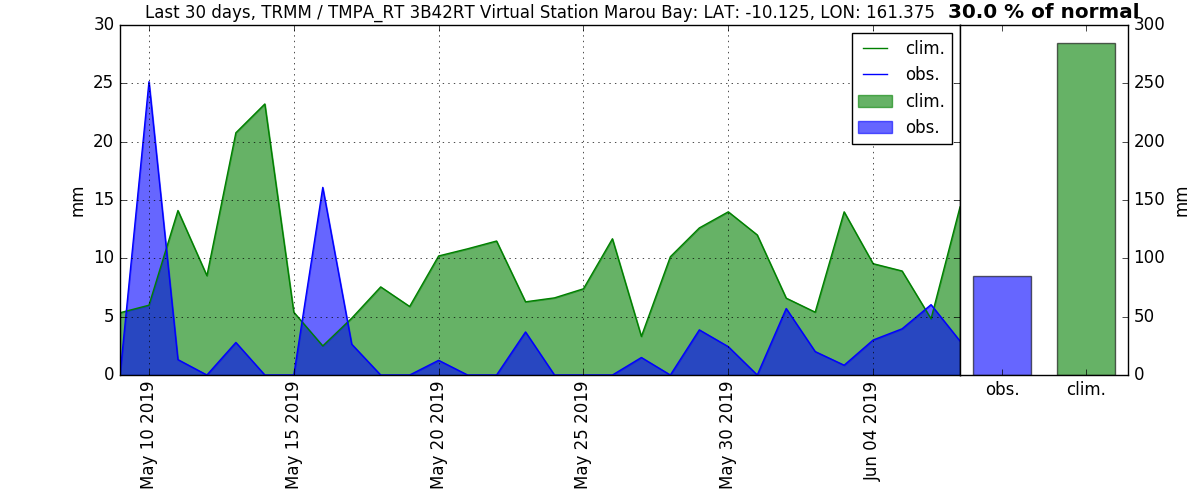 Last 30 days, TRMM / TMPA_RT 3B42RT Virtual Station Marou Bay: LAT: -10.125, LON: 161.375
30.0 % of normal
30
25
20
15
10
5
0
mm
clim.
obs.
clim.
obs.
May 10 2019
May 15 2019
May 20 2019
May 25 2019
May 30 2019
Jun 04 2019
300
250
200
150
100
50
0
mm
obs.
clim.